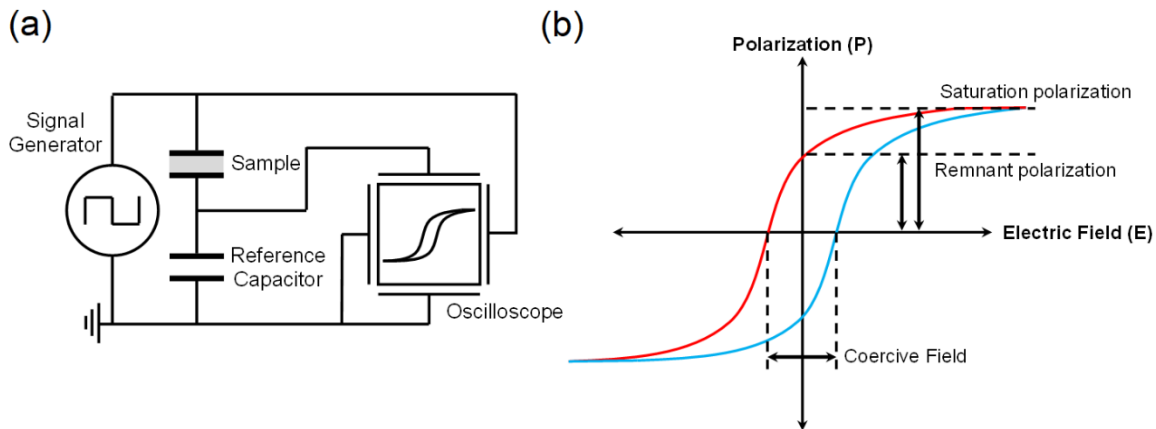 (a)
Signal
Generator
Sample
Reference
Capacitor
Oscilloscope
(b)
Polarization (P)
Saturation polarization
Remnant polarization
Electric Field (E)
Coercive Field